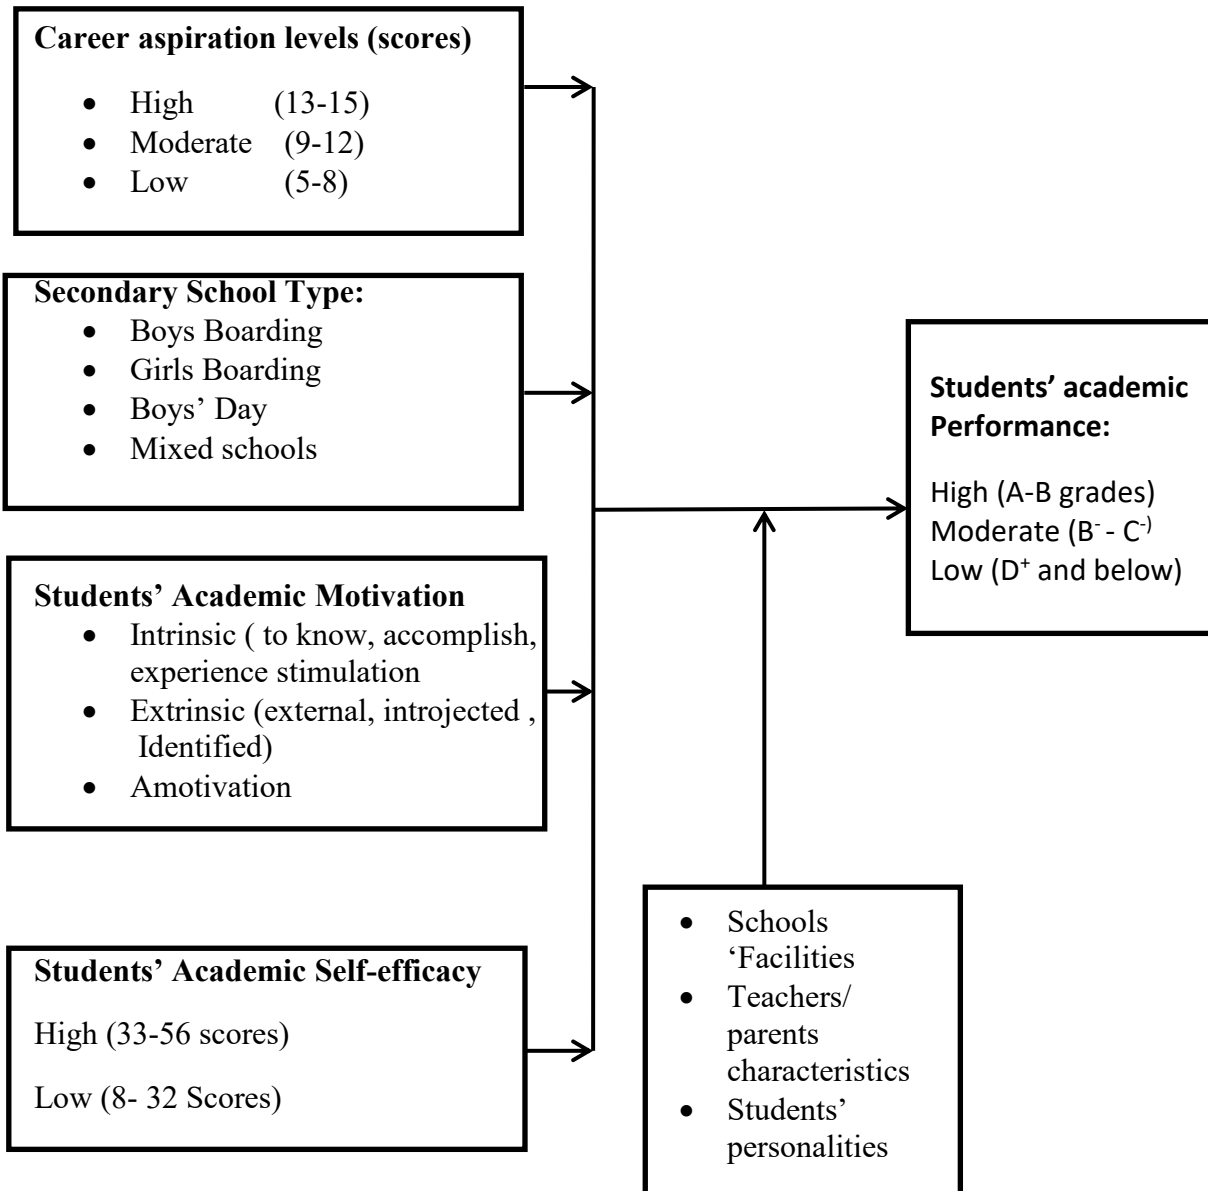 Career aspiration levels (scores)
• High (13-15)
• Moderate (9-12)
• Low (5-8)
Secondary School Type:
• Boys Boarding
• Girls Boarding
• Boys’ Day
• Mixed schools
Students’ Academic Motivation
• Intrinsic ( to know, accomplish,
experience stimulation
• Extrinsic (external, introjected ,
Identified)
• Amotivation
Students’ Academic Self-efficacy
High (33-56 scores)
Low (8- 32 Scores)
• Schools
‘Facilities
• Teachers/
parents
characteristics
• Students’
personalities
Students’ academic
Performance:
High (A-B grades)
Moderate (B⁻ - C⁻⁾
Low (D⁺ and below)